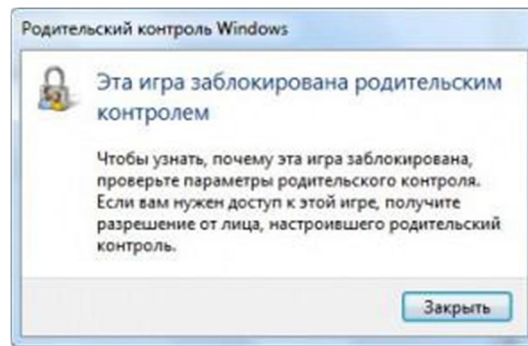 Родительский контроль Windows
Эта игра заблокирована родительским
контролем
Чтобы узнать, почему эта игра заблокирована,
проверьте параметры родительского контроля.
Если вам нужен доступ к этой игре, получите
разрешение от лица, настроившего родительский
контроль.
Закрыть